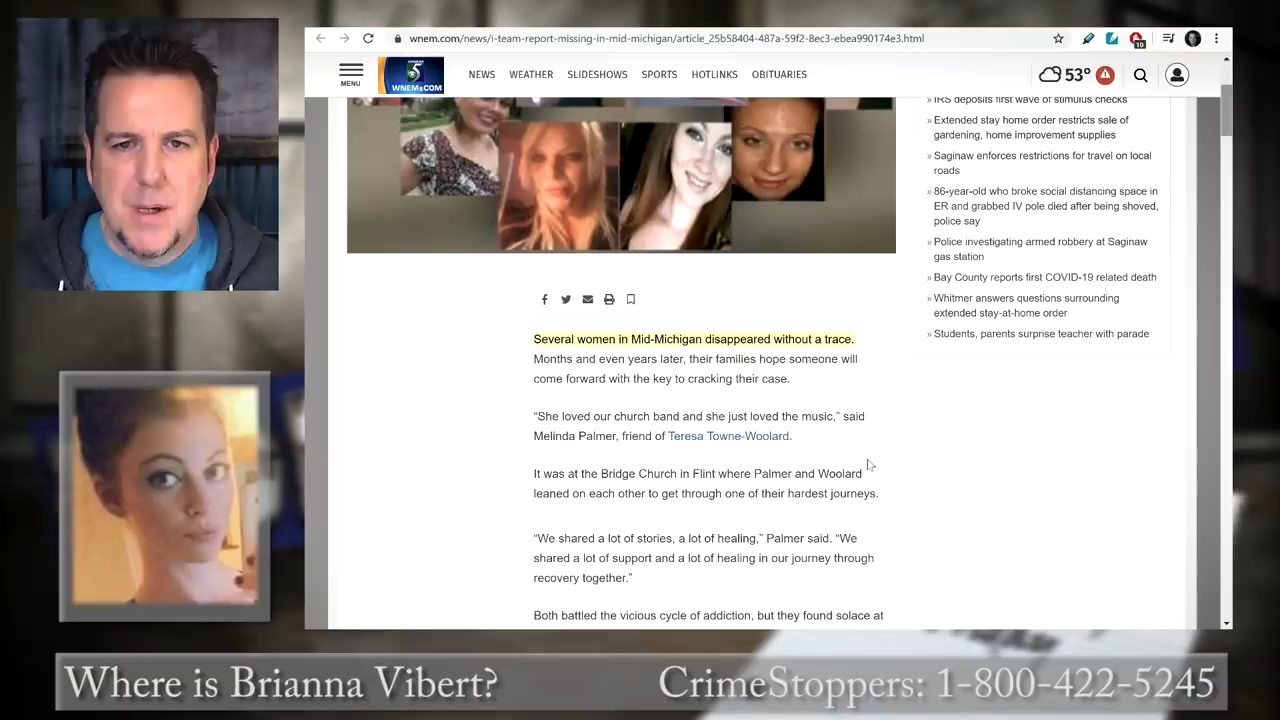 wnem.com/news/i-team-report-missing-in-mid-michigan/article_25b58404-487a-59f2-8ec3-ebea990174e3.html
10
MENU
5
WNEM.COM
NEWS WEATHER SLIDESHOWS SPORTS HOTLINKS OBITUARIES
53°
» IRS deposits first wave of stimulus checks
» Extended stay home order restricts sale of
gardening, home improvement supplies
» Saginaw enforces restrictions for travel on local
roads
» 86-year-old who broke social distancing space in
ER and grabbed IV pole died after being shoved,
police say
» Police investigating armed robbery at Saginaw
gas station
» Bay County reports first COVID-19 related death
» Whitmer answers questions surrounding
extended stay-at-home order
» Students, parents surprise teacher with parade
Several women in Mid-Michigan disappeared without a trace.
Months and even years later, their families hope someone will
come forward with the key to cracking their case.
“She loved our church band and she just loved the music,” said
Melinda Palmer, friend of Teresa Towne-Woolard.
It was at the Bridge Church in Flint where Palmer and Woolard
leaned on each other to get through one of their hardest journeys.
“We shared a lot of stories, a lot of healing,” Palmer said. “We
shared a lot of support and a lot of healing in our journey through
recovery together.”
Both battled the vicious cycle of addiction, but they found solace at
Where is Brianna Vibert?
CrimeStoppers: 1-800-422-5245